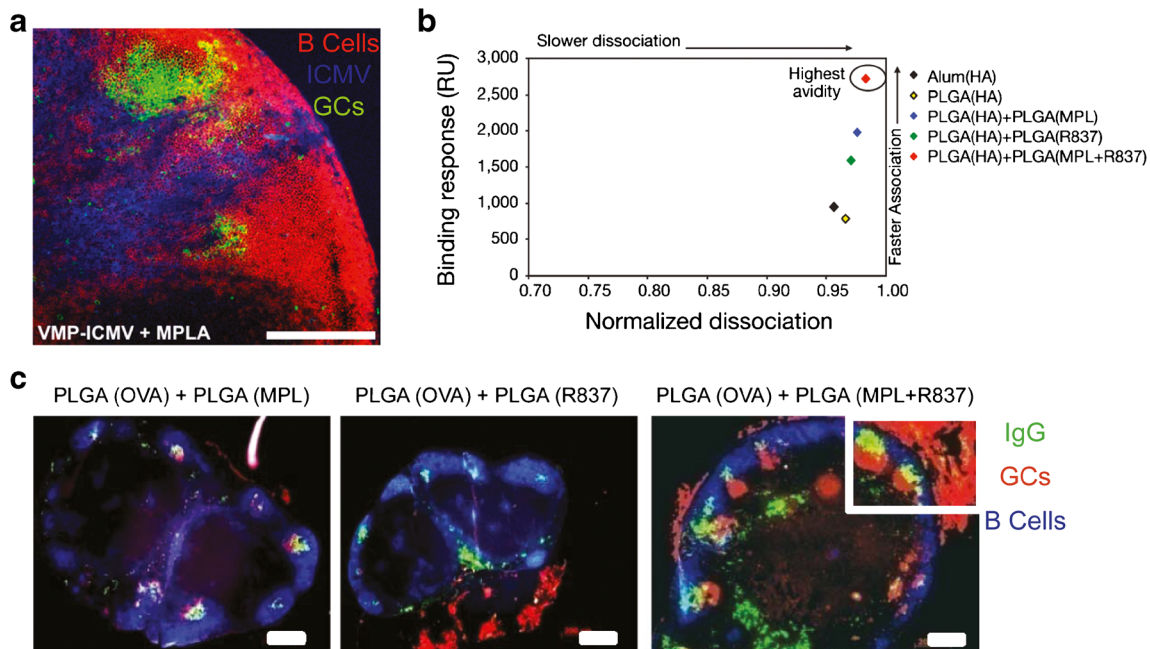 a
B Cells
ICMV
GCs
VMP-ICMV + MPLA
b
Slower dissociation
3,000
2,500
2,000
1,500
1,000
500
0
Binding response (RU)
Highest
avidity
Faster Association
0.70
0.75
0.80
0.85
0.90
0.95
1.00
Normalized dissociation
Alum(HA)
PLGA(HA)
PLGA(HA)+PLGA(MPL)
PLGA(HA)+PLGA(R837)
PLGA(HA)+PLGA(MPL+R837)
c
PLGA (OVA) + PLGA (MPL)
PLGA (OVA) + PLGA (R837)
PLGA (OVA) + PLGA (MPL+R837)
IgG
GCs
B Cells